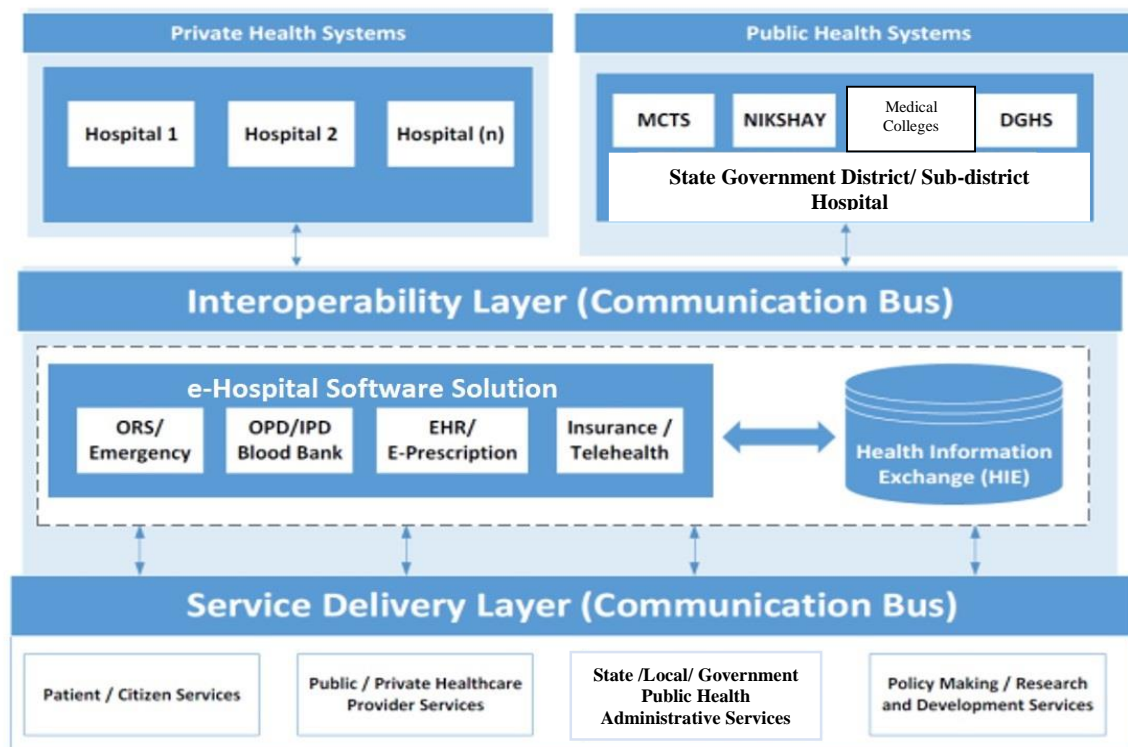 Private Health Systems
Public Health Systems
Hospital 1
Hospital 2
Hospital (n)
MCTS
NIKSHAY
Medical
Colleges
DGHS
State Government District/ Sub-district
Hospital
Interoperability Layer (Communication Bus)
e-Hospital Software Solution
ORS/
Emergency
OPD/IPD
Blood Bank
EHR/
E-Prescription
Insurance /
Telehealth
Health Information
Exchange (HIE)
Service Delivery Layer (Communication Bus)
Patient / Citizen Services
Public / Private Healthcare
Provider Services
State /Local/ Government
Public Health
Administrative Services
Policy Making / Research
and Development Services